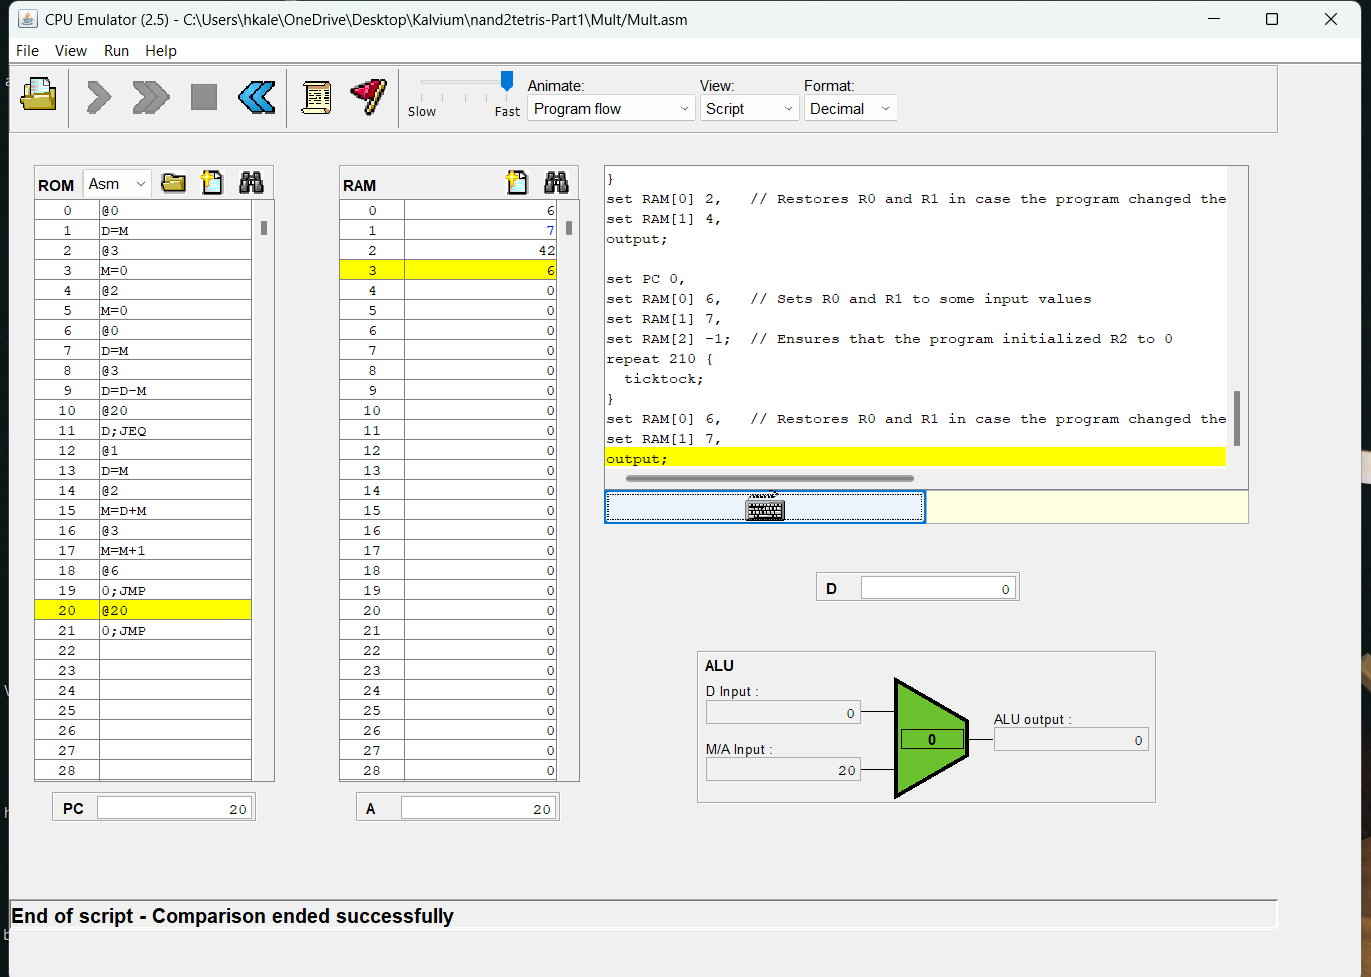 CPU Emulator (2.5) - C:\Users\hkale\OneDrive\Desktop\Kalvium\nand2tetris-Part1\Mult/Mult.asm
File View Run Help
Slow Fast
Animate: View: Format:
Program flow Script Decimal
ROM Asm
0 @0
1 D=M
2 @3
3 M=0
4 @2
5 M=0
6 @0
7 D=M
8 @3
9 D=D-M
10 @20
11 D;JEQ
12 @1
13 D=M
14 @2
15 M=D+M
16 @3
17 M=M+1
18 @6
19 0;JMP
20 @20
21 0;JMP
22
23
24
25
26
27
28
PC 20
RAM
0 6
1 7
2 42
3 6
4 0
5 0
6 0
7 0
8 0
9 0
10 0
11 0
12 0
13 0
14 0
15 0
16 0
17 0
18 0
19 0
20 0
21 0
22 0
23 0
24 0
25 0
26 0
27 0
28 0
A 20
}
set RAM[0] 2,   // Restores R0 and R1 in case the program changed the
set RAM[1] 4,
output;
set PC 0,
set RAM[0] 6,   // Sets R0 and R1 to some input values
set RAM[1] 7,
set RAM[2] -1;  // Ensures that the program initialized R2 to 0
repeat 210 {
ticktock;
}
set RAM[0] 6,   // Restores R0 and R1 in case the program changed the
set RAM[1] 7,
output;
D 0
ALU
D Input :
0
M/A Input :
20
0
ALU output :
0
End of script - Comparison ended successfully